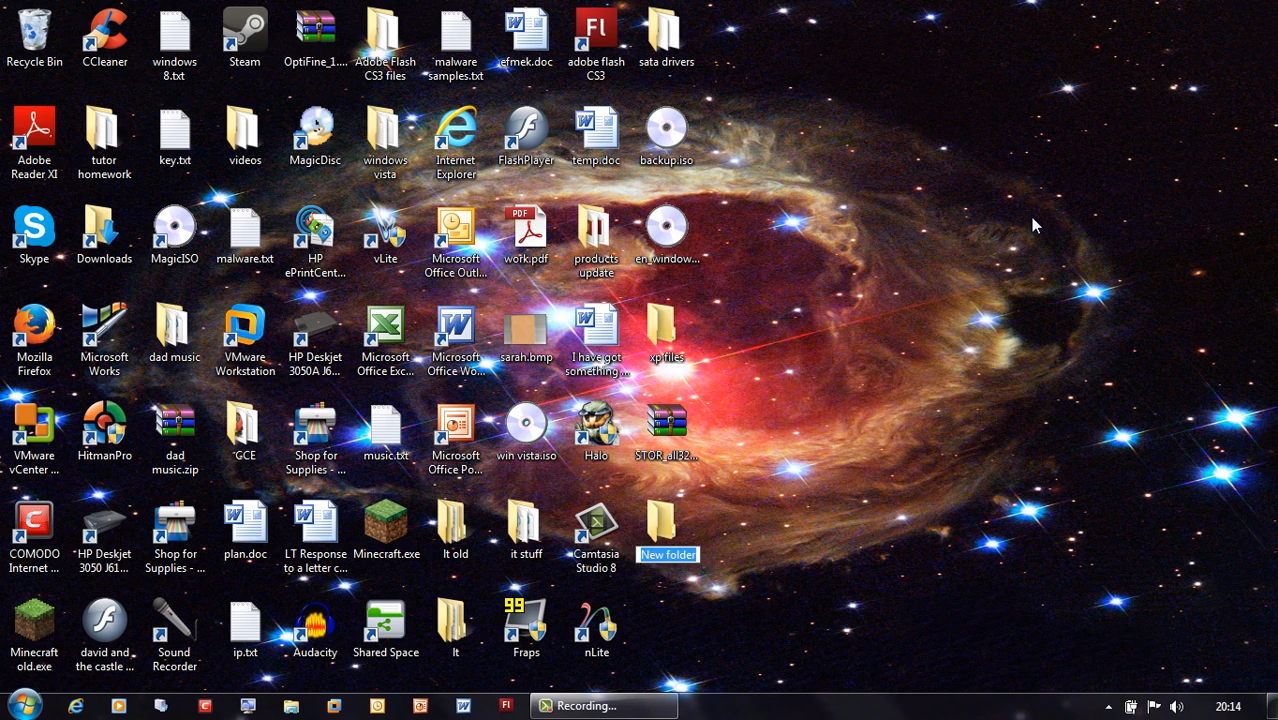 Recycle Bin
CCleaner
windows
8.txt
Steam
OptiFine_1....
Adobe Flash
CS3 files
malware
samples.txt
efmek.doc
adobe flash
CS3
sata drivers
Adobe
Reader XI
tutor
homework
key.txt
videos
MagicDisc
windows
vista
Internet
Explorer
FlashPlayer
temp.doc
backup.iso
Skype
Downloads
MagicISO
malware.txt
HP
ePrintCent...
vLite
Microsoft
Office Outl...
PDF
work.pdf
products
update
en_window...
Mozilla
Firefox
Microsoft
Works
dad music
VMware
Workstation
HP Deskjet
3050A J6...
Microsoft
Office Exc...
Microsoft
Office Wo...
sarah.bmp
I have got
something ...
xp files
VMware
vCenter ...
HitmanPro
dad
music.zip
GCE
Shop for
Supplies - ...
music.txt
Microsoft
Office Po...
win vista.iso
Halo
STOR_all32...
COMODO
Internet ...
HP Deskjet
3050 J61...
Shop for
Supplies - ...
plan.doc
LT Response
to a letter c...
Minecraft.exe
lt old
it stuff
Camtasia
Studio 8
New folder
Minecraft
old.exe
david and
the castle ...
Sound
Recorder
ip.txt
Audacity
Shared Space
lt
99
Fraps
nLite
Recording...
20:14